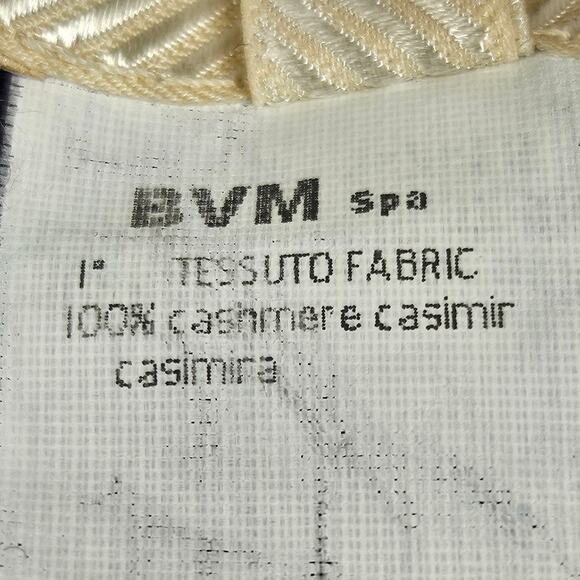 BVM spa
1° TESSUTO FABRIC
100% cashmere casimir
casimira